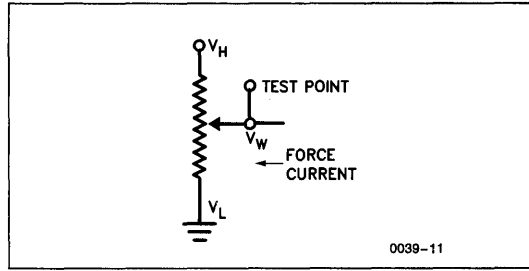 V_H
TEST POINT
V_W
FORCE
CURRENT
V_L
0039-11